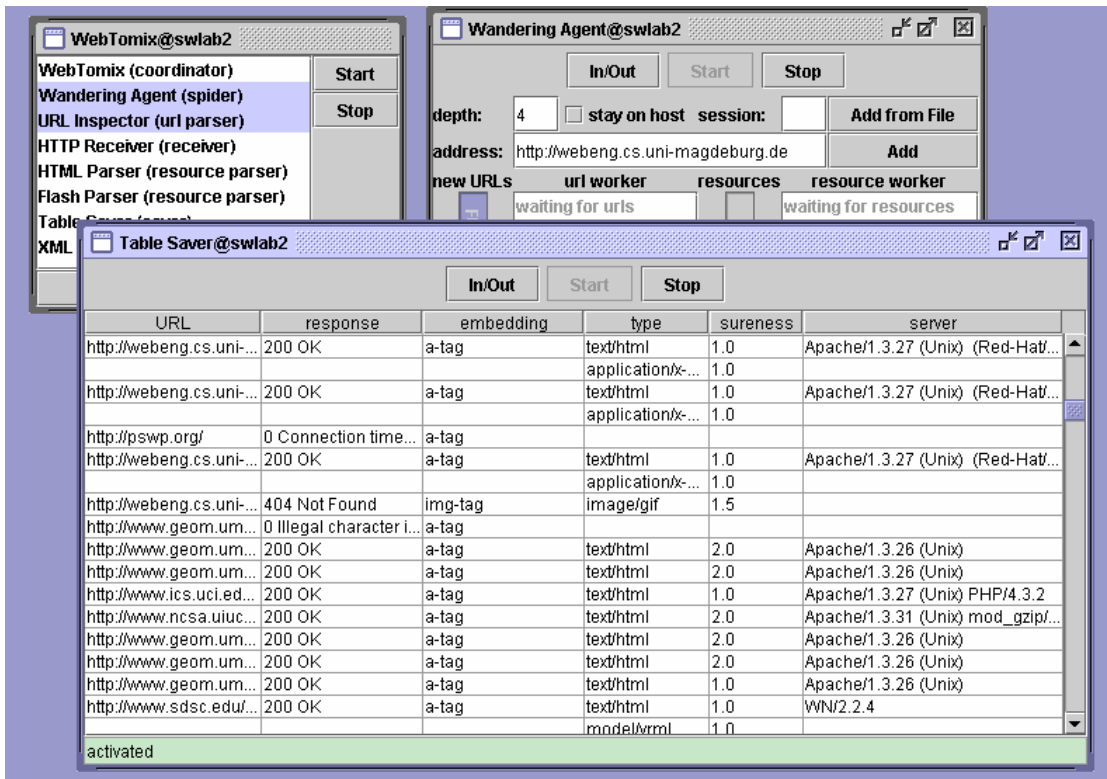 WebTomix@swlab2
WebTomix (coordinator)
Wandering Agent (spider)
URL Inspector (url parser)
HTTP Receiver (receiver)
HTML Parser (resource parser)
Flash Parser (resource parser)
Table
XML
Start
Stop
Wandering Agent@swlab2
In/Out Start Stop
depth: 4 stay on host session: Add from File
address: http://webeng.cs.uni-magdeburg.de Add
new URLs url worker resources resource worker
waiting for urls waiting for resources
Table Saver@swlab2
In/Out Start Stop
URL response embedding type sureness server
http://webeng.cs.uni-... 200 OK a-tag text/html 1.0 Apache/1.3.27 (Unix) (Red-Hat/...
application/x-... 1.0
http://webeng.cs.uni-... 200 OK a-tag text/html 1.0 Apache/1.3.27 (Unix) (Red-Hat/...
application/x-... 1.0
http://pswp.org/ 0 Connection time... a-tag
http://webeng.cs.uni-... 200 OK a-tag text/html 1.0 Apache/1.3.27 (Unix) (Red-Hat/...
application/x-... 1.0
http://webeng.cs.uni-... 404 Not Found img-tag image/gif 1.5
http://www.geom.um... 0 Illegal character i... a-tag
http://www.geom.um... 200 OK a-tag text/html 2.0 Apache/1.3.26 (Unix)
http://www.geom.um... 200 OK a-tag text/html 2.0 Apache/1.3.26 (Unix)
http://www.ics.uci.ed... 200 OK a-tag text/html 1.0 Apache/1.3.27 (Unix) PHP/4.3.2
http://www.ncsa.uiuc... 200 OK a-tag text/html 2.0 Apache/1.3.31 (Unix) mod_gzip/...
http://www.geom.um... 200 OK a-tag text/html 2.0 Apache/1.3.26 (Unix)
http://www.geom.um... 200 OK a-tag text/html 2.0 Apache/1.3.26 (Unix)
http://www.geom.um... 200 OK a-tag text/html 1.0 Apache/1.3.26 (Unix)
http://www.sdsc.edu/... 200 OK a-tag text/html 1.0 WN/2.2.4
model/vrml 1.0
activated